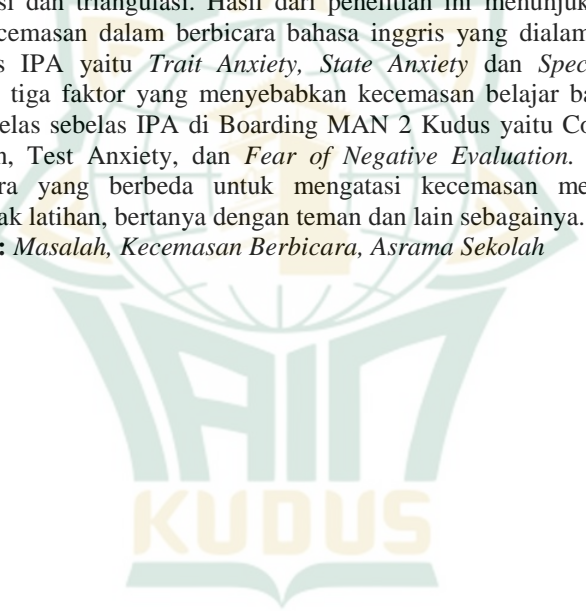 si dan triangulasi. Hasil dari penelitian ini menunjuk
ecemasan dalam berbicara bahasa inggris yang dialam
s IPA yaitu Trait Anxiety, State Anxiety dan Spec
tiga faktor yang menyebabkan kecemasan belajar ba
elas sebelas IPA di Boarding MAN 2 Kudus yaitu Co
n, Test Anxiety, dan Fear of Negative Evaluation.
ra yang berbeda untuk mengatasi kecemasan me
ak latihan, bertanya dengan teman dan lain sebagainya.
: Masalah, Kecemasan Berbicara, Asrama Sekolah
IAIN
KUDUS